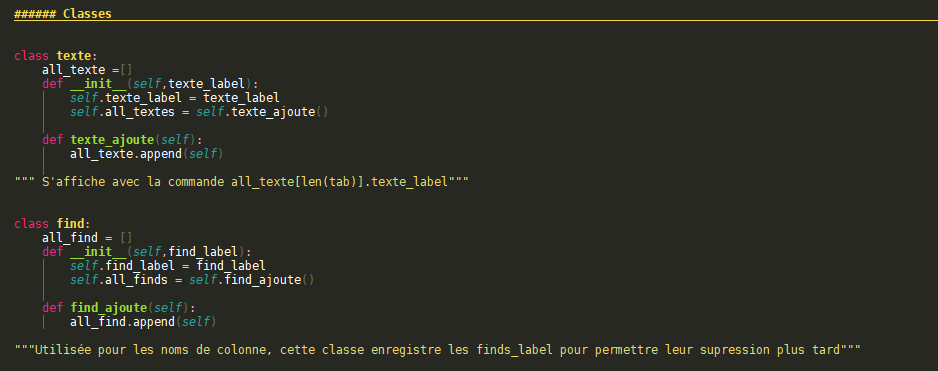 ###### Classes
class texte:
    all_texte =[]
    def __init__(self,texte_label):
        self.texte_label = texte_label
        self.all_textes = self.texte_ajoute()
    def texte_ajoute(self):
        all_texte.append(self)
""" S'affiche avec la commande all_texte[len(tab)].texte_label"""
class find:
    all_find = []
    def __init__(self,find_label):
        self.find_label = find_label
        self.all_finds = self.find_ajoute()
    def find_ajoute(self):
        all_find.append(self)
"""Utilisée pour les noms de colonne, cette classe enregistre les finds_label pour permettre leur supression plus tard"""